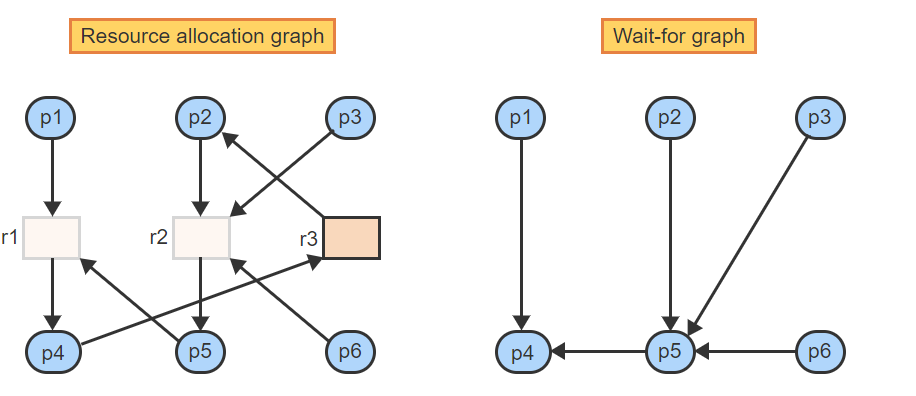 Resource allocation graph
Wait-for graph
p1
p2
p3
p1
p2
p3
r1
r2
r3
p4
p5
p6
p4
p5
p6